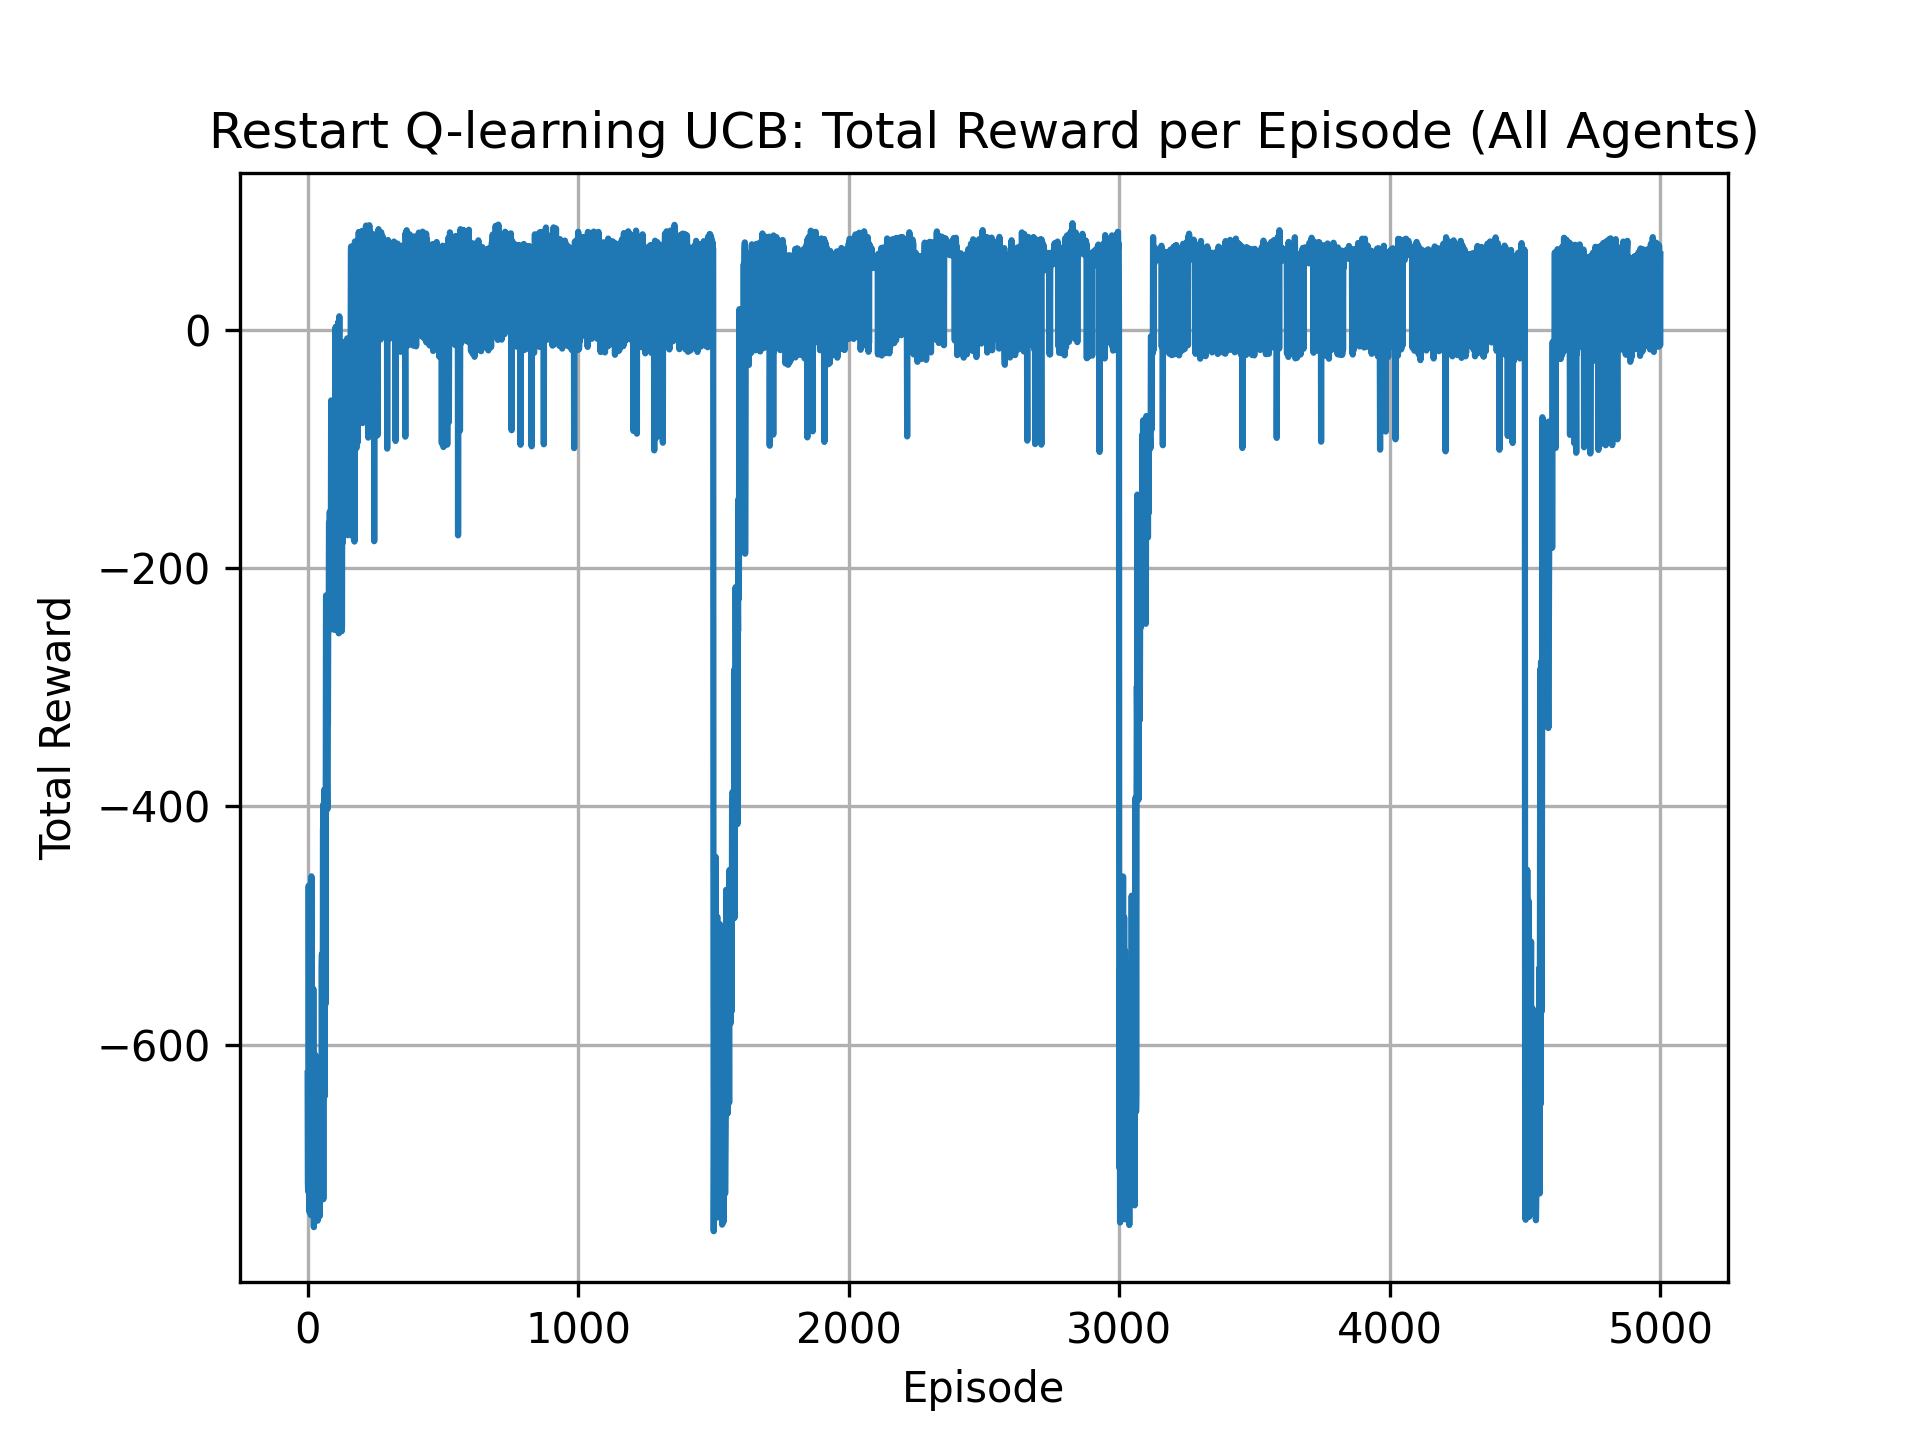 Restart Q-learning UCB: Total Reward per Episode (All Agents)
Total Reward
0
−200
−400
−600
0 1000 2000 3000 4000 5000
Episode